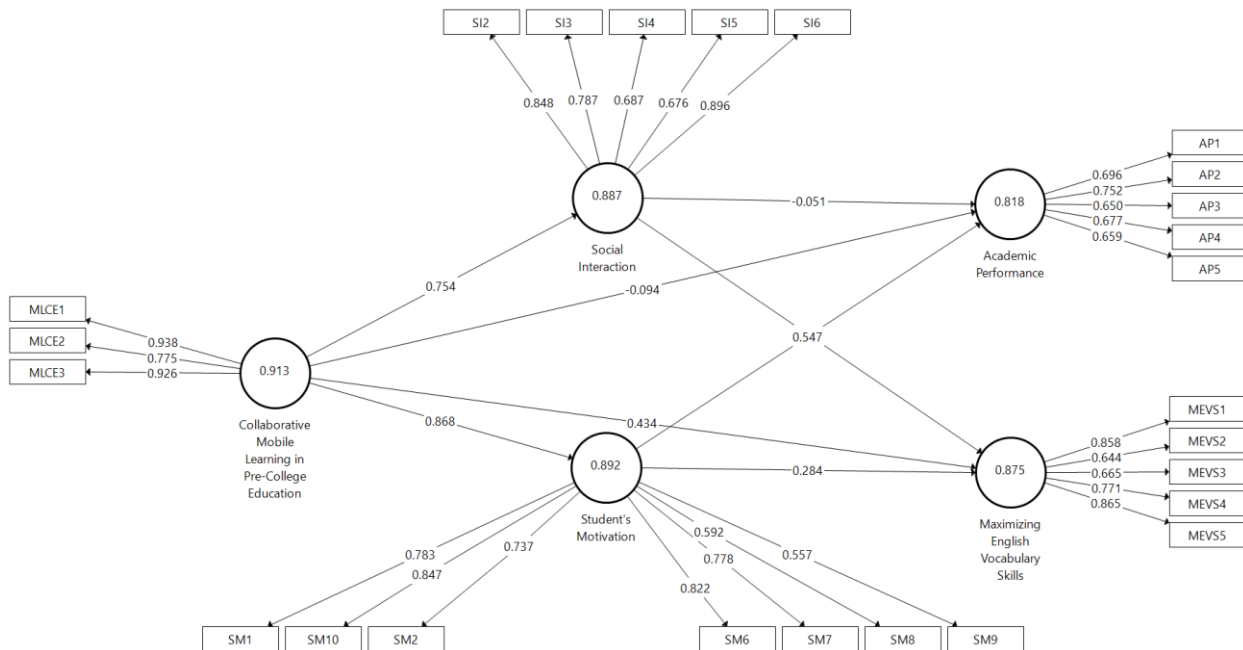 SI2 SI3 SI4 SI5 SI6
0.848 0.787 0.687 0.676 0.896
0.887
Social
Interaction
AP1
AP2
AP3
AP4
AP5
0.696
0.752
0.650
0.677
0.659
0.818
Academic
Performance
-0.051
-0.094
0.754
0.547
MLCE1
MLCE2
MLCE3
0.938
0.775
0.926
0.913
Collaborative
Mobile
Learning in
Pre-College
Education
0.868
0.434
0.284
MEVS1
MEVS2
MEVS3
MEVS4
MEVS5
0.858
0.644
0.665
0.771
0.865
0.875
Maximizing
English
Vocabulary
Skills
0.892
Student's
Motivation
0.783
0.847
0.737
0.592
0.557
0.778
0.822
SM1 SM10 SM2 SM6 SM7 SM8 SM9